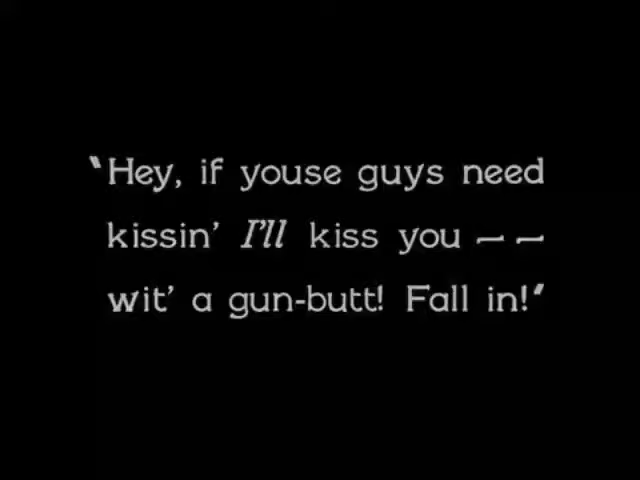 "Hey, if youse guys need
kissin' I'll kiss you – –
wit' a gun-butt! Fall in!"